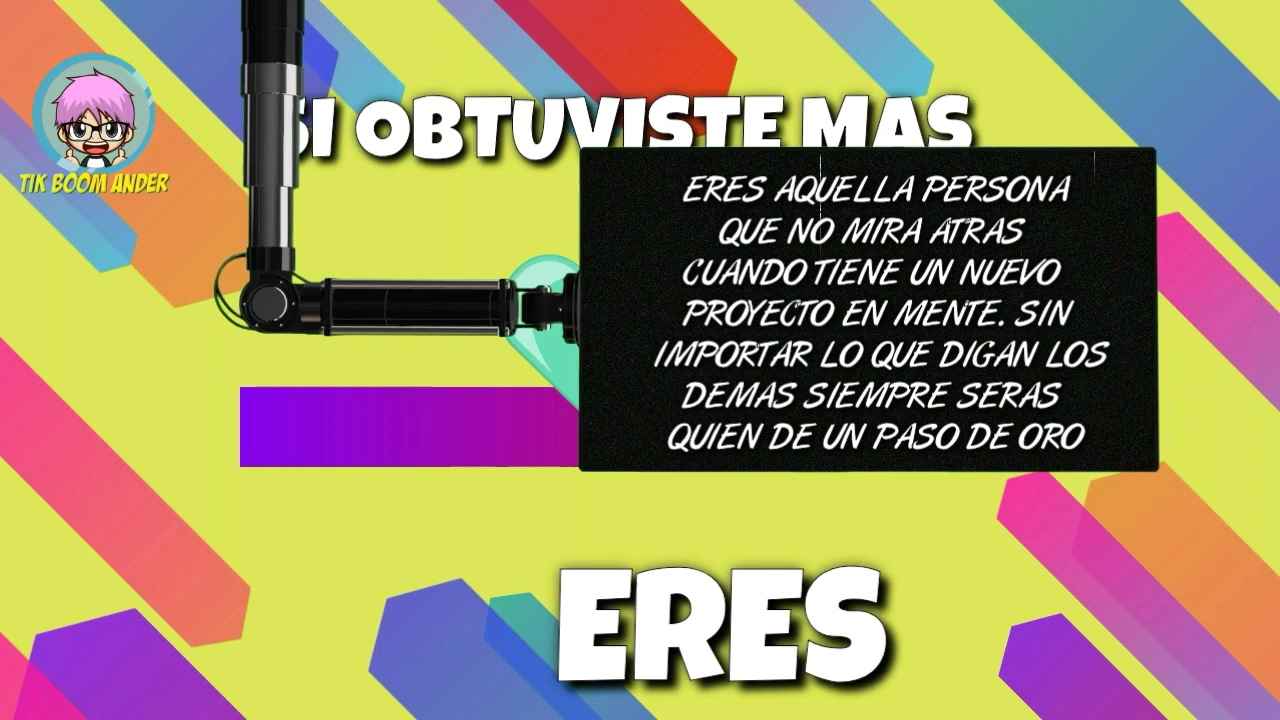 SI OBTUVISTE MAS
TIK BOOM ANDER
ERES AQUELLA PERSONA
QUE NO MIRA ATRAS
CUANDO TIENE UN NUEVO
PROYECTO EN MENTE. SIN
IMPORTAR LO QUE DIGAN LOS
DEMAS SIEMPRE SERAS
QUIEN DE UN PASO DE ORO
ERES